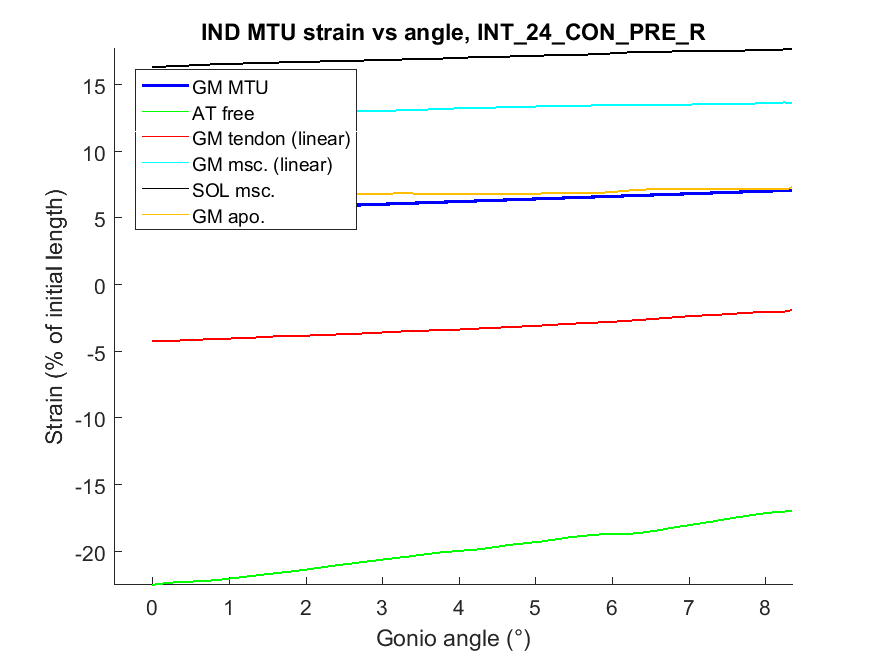 IND MTU strain vs angle, INT_24_CON_PRE_R
GM MTU
AT free
GM tendon (linear)
GM msc. (linear)
SOL msc.
GM apo.
15
10
5
0
-5
-10
-15
-20
Strain (% of initial length)
0 1 2 3 4 5 6 7 8
Gonio angle (°)